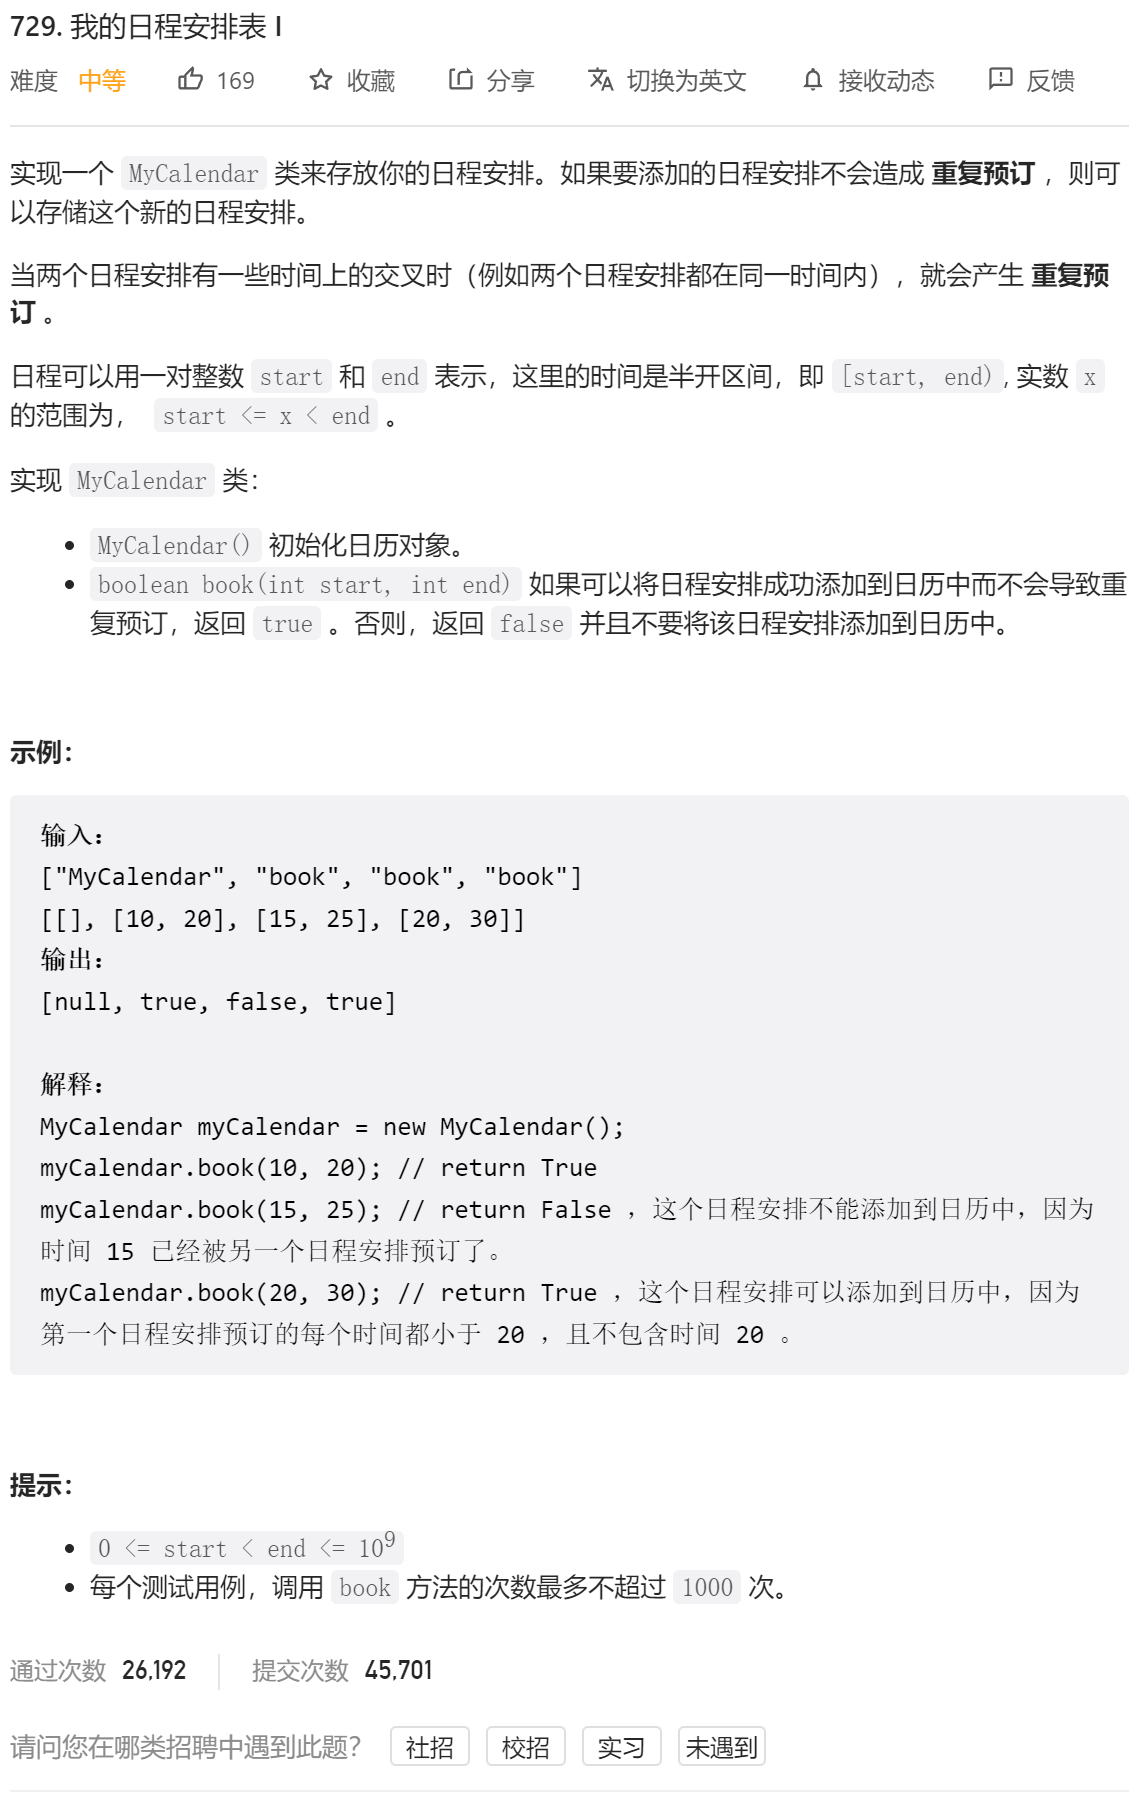 729. 我的日程安排表 I
难度 中等 169 收藏 分享 切换为英文 接收动态 反馈
实现一个 MyCalendar 类来存放你的日程安排。如果要添加的日程安排不会造成 重复预订 ，则可
以存储这个新的日程安排。
当两个日程安排有一些时间上的交叉时（例如两个日程安排都在同一时间内），就会产生 重复预
订 。
日程可以用一对整数 start 和 end 表示，这里的时间是半开区间，即 [start, end), 实数 x
的范围为， start <= x < end 。
实现 MyCalendar 类：
• MyCalendar() 初始化日历对象。
• boolean book(int start, int end) 如果可以将日程安排成功添加到日历中而不会导致重
复预订，返回 true 。否则，返回 false 并且不要将该日程安排添加到日历中。
示例：
输入：
["MyCalendar", "book", "book", "book"]
[[], [10, 20], [15, 25], [20, 30]]
输出：
[null, true, false, true]
解释：
MyCalendar myCalendar = new MyCalendar();
myCalendar.book(10, 20); // return True
myCalendar.book(15, 25); // return False ，这个日程安排不能添加到日历中，因为
时间 15 已经被另一个日程安排预订了。
myCalendar.book(20, 30); // return True ，这个日程安排可以添加到日历中，因为
第一个日程安排预订的每个时间都小于 20 ，且不包含时间 20 。
提示：
• 0 <= start < end <= 10⁹
• 每个测试用例，调用 book 方法的次数最多不超过 1000 次。
通过次数 26,192 提交次数 45,701
请问您在哪类招聘中遇到此题？ 社招 校招 实习 未遇到